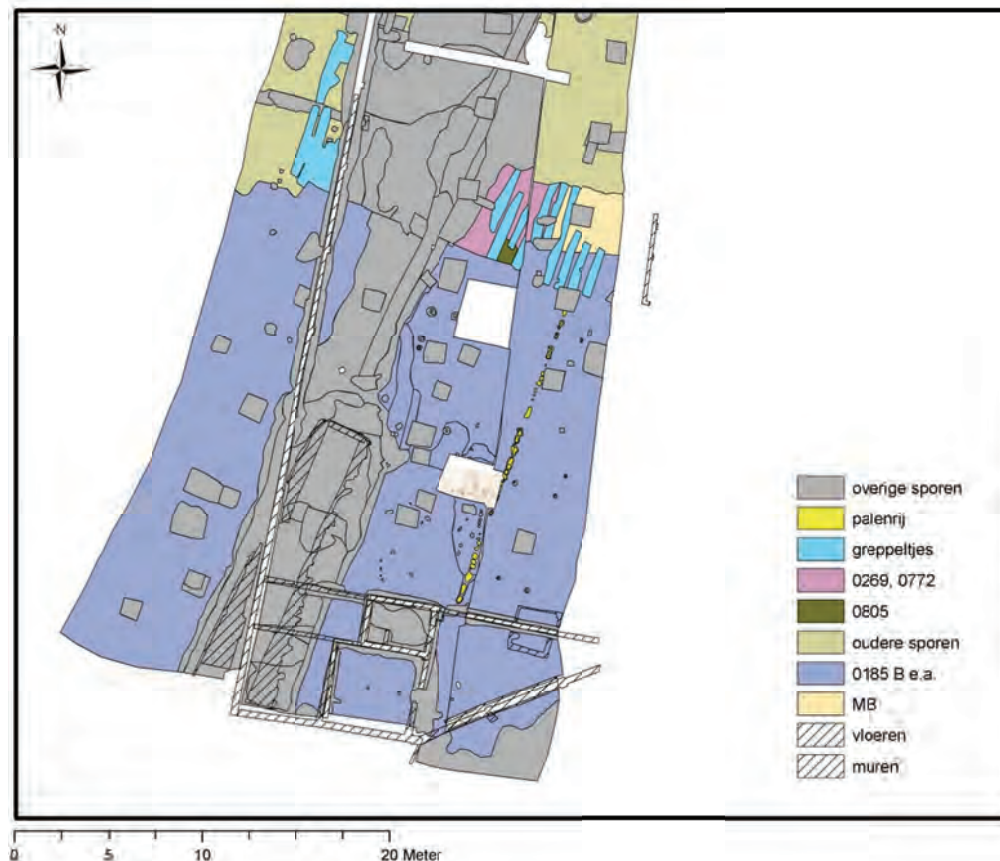 N
overige sporen
palenrij
greppeltjes
0269, 0772
0805
oudere sporen
0185 B e.a.
MB
vloeren
muren
0 5 10 20 Meter